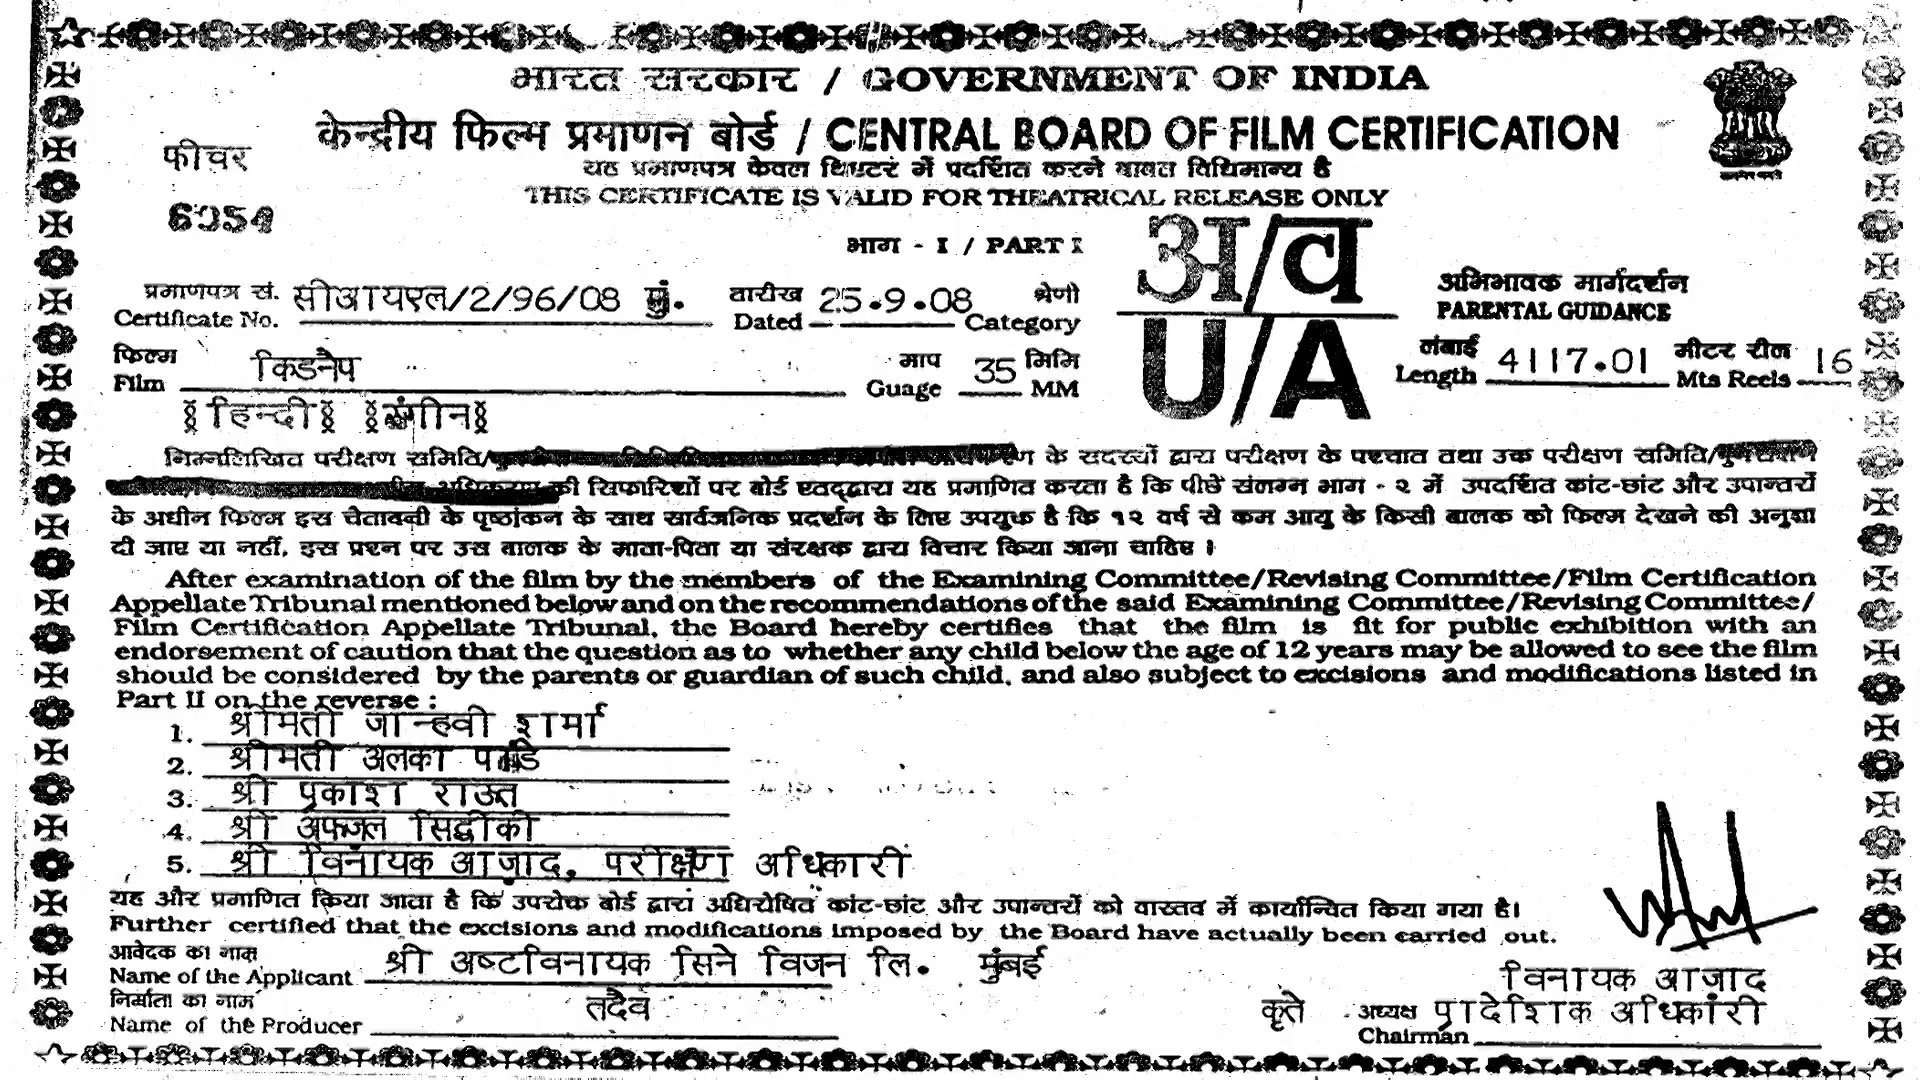 भारत सरकार / GOVERNMENT OF INDIA
केन्द्रीय फिल्म प्रमाणन बोर्ड / CENTRAL BOARD OF FILM CERTIFICATION
फीचर
यह प्रमाणपत्र केवल थिएटर में प्रदर्शित करने बाबत विधिमान्य है
THIS CERTIFICATE IS VALID FOR THEATRICAL RELEASE ONLY
भाग - I / PART I
अ/व
U/A
अभिभावक मार्गदर्शन
PARENTAL GUIDANCE
प्रमाणपत्र सं. सीआयएल/2/96/08 मुं. तारीख 25.9.08 श्रेणी
Certificate No. Dated Category
फिल्म किडनैप माप 35 मिमि लंबाई 4117.01 मीटर रील 16
Film Guage MM Length Mts Reels
हिन्दी रंगीन
निम्नलिखित परीक्षण समिति/ के सदस्यों द्वारा परीक्षण के पश्चात तथा उक्त परीक्षण समिति/
की सिफारिशों पर बोर्ड एतद्द्वारा यह प्रमाणित करता है कि पीछे संलग्न भाग - २ में उपदर्शित कांट-छांट और उपान्तरों
के अधीन फिल्म इस चेतावनी के पृष्ठांकन के साथ सार्वजनिक प्रदर्शन के लिए उपयुक्त है कि १२ वर्ष से कम आयु के किसी बालक को फिल्म देखने की अनुज्ञा
दी जाए या नहीं, इस प्रश्न पर उस बालक के माता-पिता या संरक्षक द्वारा विचार किया जाना चाहिए ।
After examination of the film by the members of the Examining Committee/Revising Committee/Film Certification
Appellate Tribunal mentioned below and on the recommendations of the said Examining Committee/Revising Committee/
Film Certification Appellate Tribunal, the Board hereby certifies that the film is fit for public exhibition with an
endorsement of caution that the question as to whether any child below the age of 12 years may be allowed to see the film
should be considered by the parents or guardian of such child, and also subject to excisions and modifications listed in
Part II on the reverse :
1. श्रीमती जान्हवी शर्मा
2. श्रीमती अलका पांडे
3. श्री प्रकाश राऊत
4. श्री अफजल सिद्दीकी
5. श्री विनायक आजाद, परीक्षण अधिकारी
यह और प्रमाणित किया जाता है कि उपरोक्त बोर्ड द्वारा अधिरोपित कांट-छांट और उपान्तरों को वास्तव में कार्यान्वित किया गया है।
Further certified that the excisions and modifications imposed by the Board have actually been carried out.
आवेदक का नाम श्री अष्टविनायक सिने विजन लि. मुंबई
Name of the Applicant
निर्माता का नाम तदैव
Name of the Producer
विनायक आजाद
कृते अध्यक्ष प्रादेशिक अधिकारी
Chairman